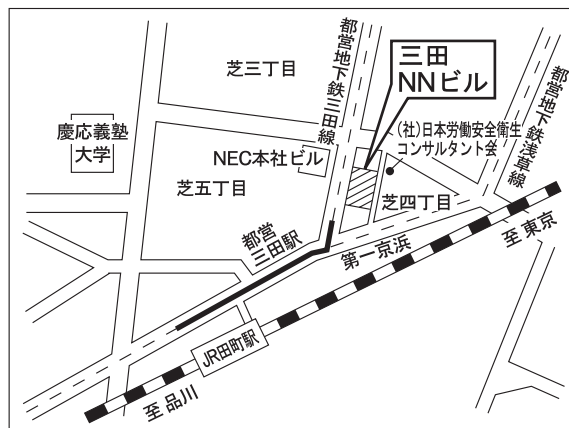 芝三丁目
都営地下鉄三田線
三田
NNビル
都営地下鉄浅草線
慶応義塾
大学
NEC本社ビル
(社)日本労働安全衛生
コンサルタント会
芝五丁目
芝四丁目
都営
三田駅
第一京浜
至 東京
JR田町駅
至 品川